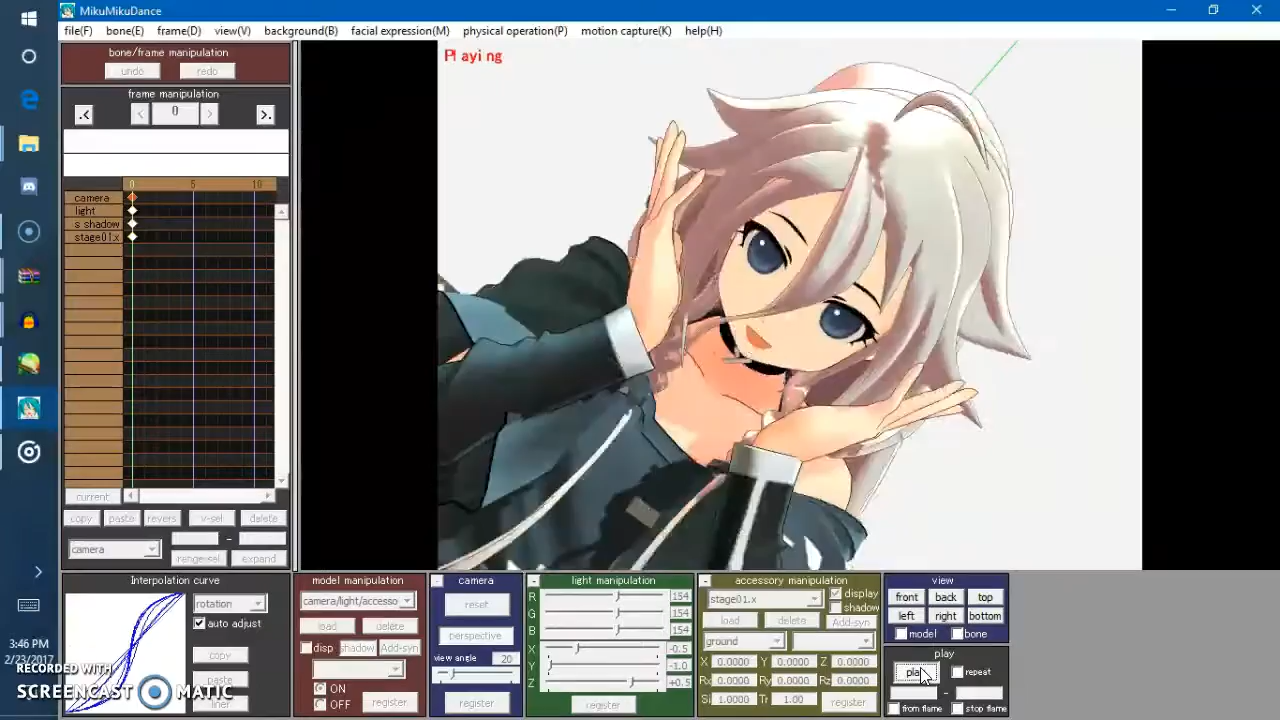 MikuMikuDance
file(F) bone(E) frame(D) view(V) background(B) facial expression(M) physical operation(P) motion capture(K) help(H)
bone/frame manipulation
undo redo
frame manipulation
.< < 0 > >.
0 5 10
camera
light
s shadow
stage01.x
current
copy paste revers v-sel delete
camera - renge-sel expand
Playing
Interpolation curve
rotation
auto adjust
copy
paste
liner
model manipulation
camera/light/accesso
load delete
disp shadow Add-syn
ON
OFF register
camera
reset
perspective
view angle 20
register
light manipulation
R 154
G 154
B 154
X -0.5
Y -1.0
Z +0.5
register
accessory manipulation
stage01.x display
shadow
load delete Add-syn
ground
X 0.0000 Y 0.0000 Z 0.0000
Rx 0.0000 Ry 0.0000 Rz 0.0000
Si 1.0000 Tr 1.00 register
view
front back top
left right bottom
model bone
play
play repeat
-
from flame stop flame
3:46 PM
2/23/2017
RECORDED WITH
SCREENCAST MATIC